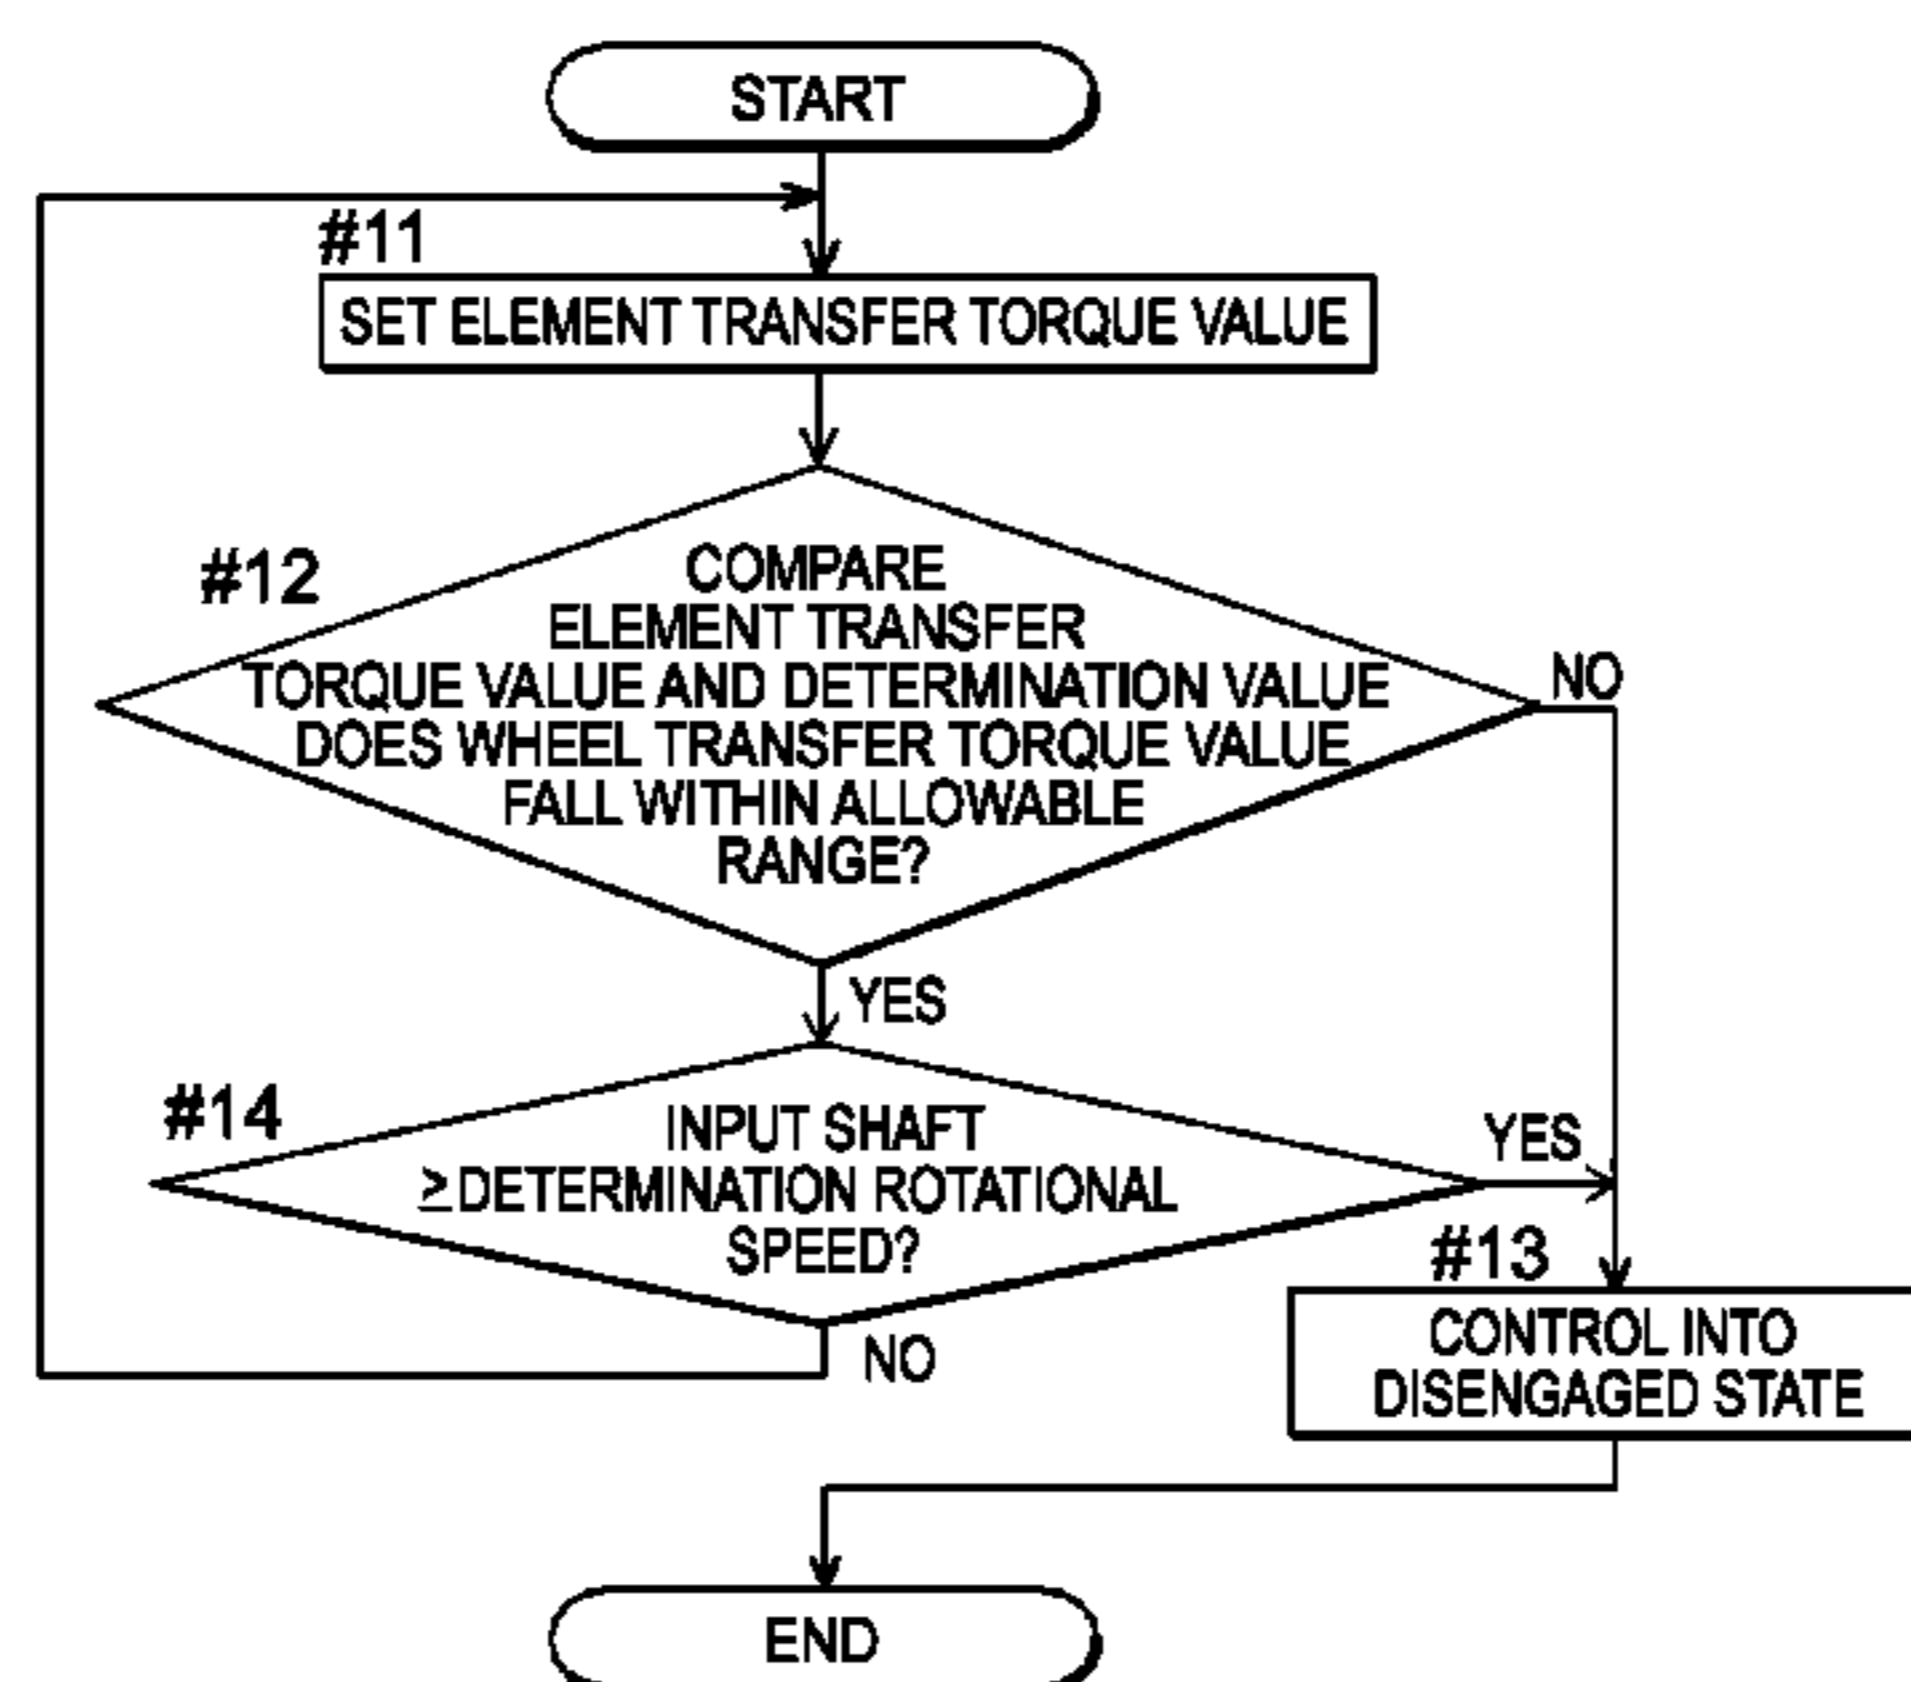 START
#11
SET ELEMENT TRANSFER TORQUE VALUE
#12
COMPARE
ELEMENT TRANSFER
TORQUE VALUE AND DETERMINATION VALUE
DOES WHEEL TRANSFER TORQUE VALUE
FALL WITHIN ALLOWABLE
RANGE?
NO
YES
#14
INPUT SHAFT
≥DETERMINATION ROTATIONAL
SPEED?
YES
NO
#13
CONTROL INTO
DISENGAGED STATE
END